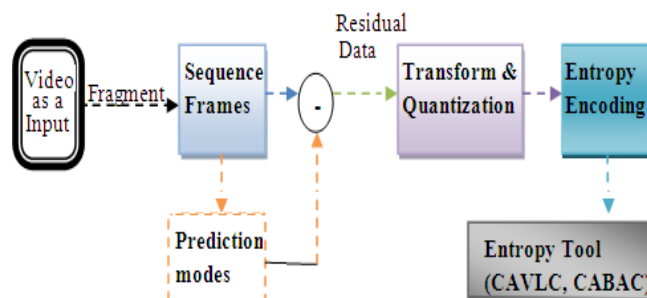 Video
as a
Input
Fragment
Sequence
Frames
-
Residual
Data
Transform &
Quantization
Entropy
Encoding
Prediction
modes
Entropy Tool
(CAVLC, CABAC)